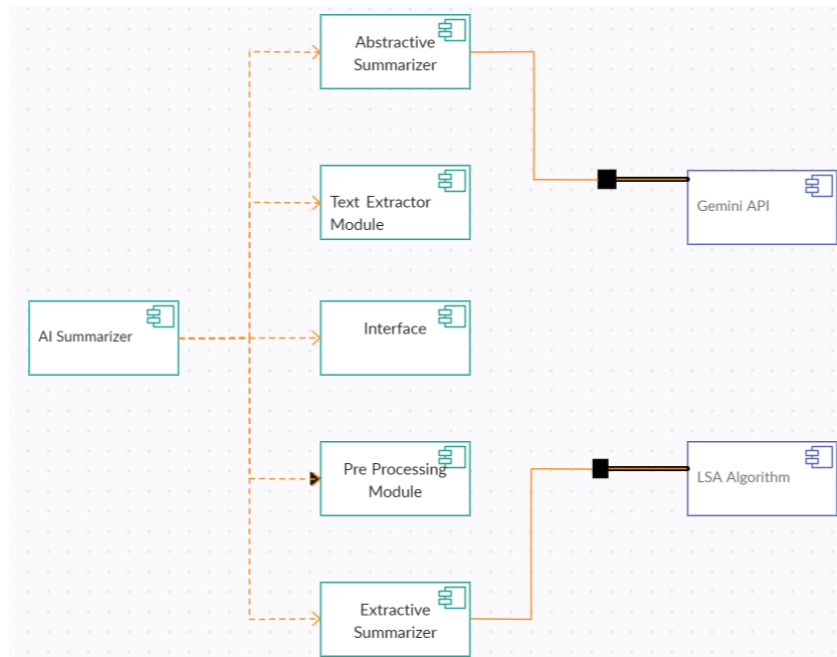 Abstractive
Summarizer
Text Extractor
Module
Gemini API
AI Summarizer
Interface
Pre Processing
Module
LSA Algorithm
Extractive
Summarizer